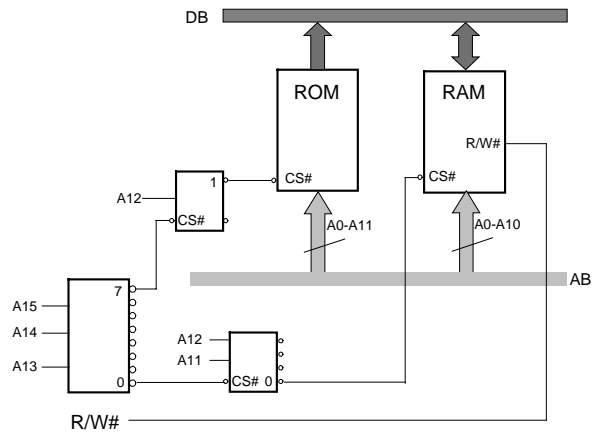 DB
ROM
RAM
R/W#
CS#
CS#
1
A12
CS#
A0-A11
A0-A10
AB
7
A15
A14
A13
0
A12
A11
CS# 0
R/W#